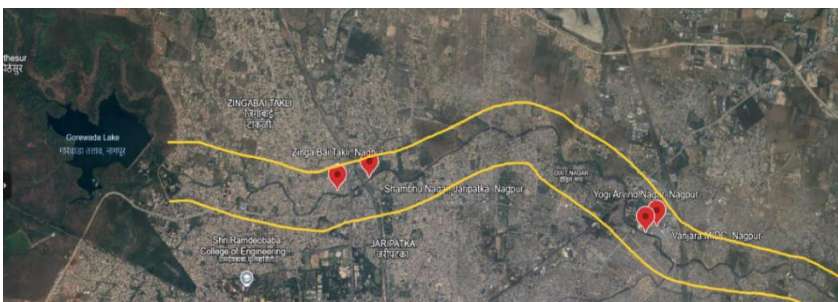 thesur
ZINGABAI TAKLI
जिंगाबाई
टाकळी
Gorewada Lake
गोरेवाडा तलाव, नागपूर
Zinga Bai Takli, Nagpur
Shambhu Nagar, Jaripatka, Nagpur
Yogi Arvind Nagar, Nagpur
Vanjara MIDC, Nagpur
Shri Ramdeobaba
College of Engineering
JARIPATKA
जरीपटका